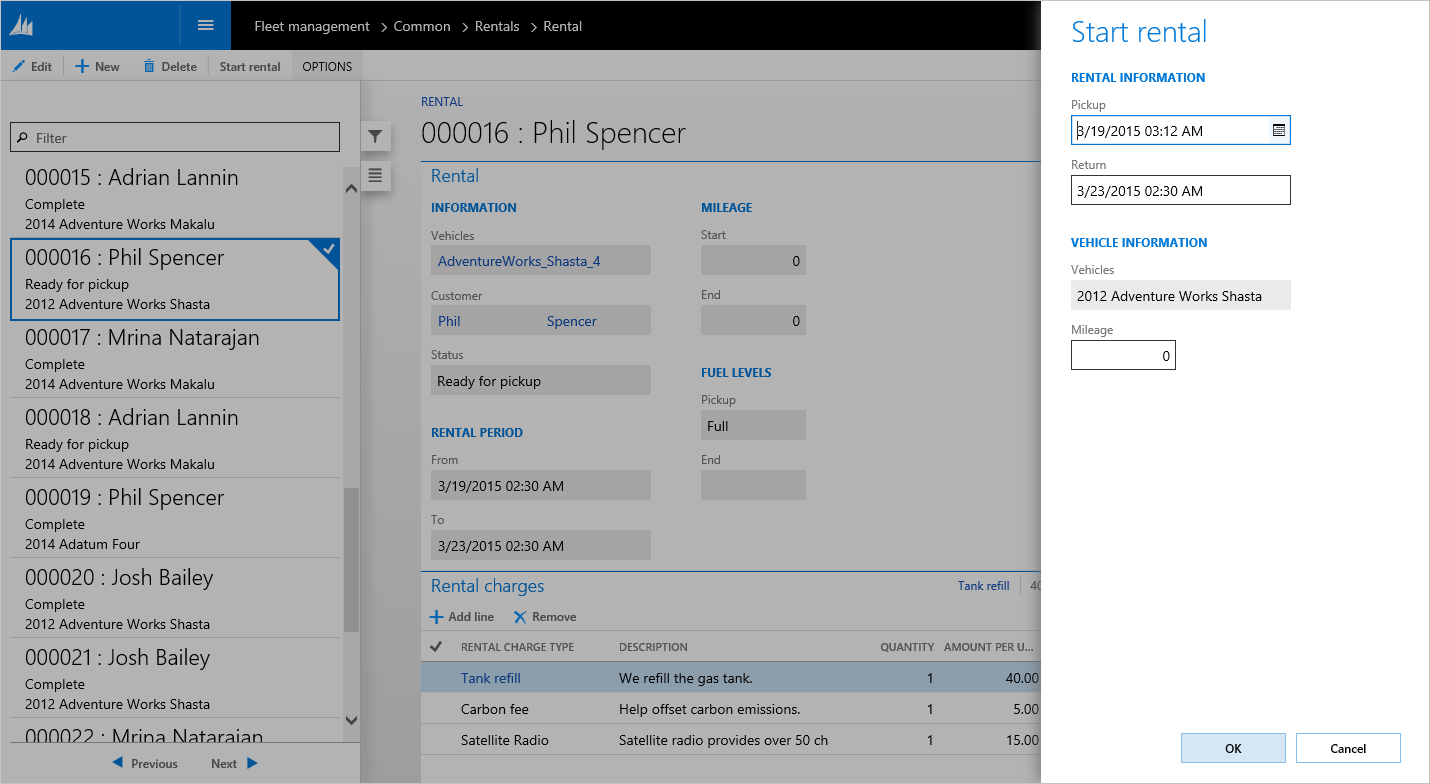 Fleet management > Common > Rentals > Rental
Edit New Delete Start rental OPTIONS
Filter
000015 : Adrian Lannin
Complete
2014 Adventure Works Makalu
000016 : Phil Spencer
Ready for pickup
2012 Adventure Works Shasta
000017 : Mrina Natarajan
Complete
2014 Adventure Works Makalu
000018 : Adrian Lannin
Ready for pickup
2014 Adventure Works Makalu
000019 : Phil Spencer
Complete
2014 Adatum Four
000020 : Josh Bailey
Complete
2012 Adventure Works Shasta
000021 : Josh Bailey
Complete
2012 Adventure Works Shasta
000022 : Mrina Natarajan
Previous Next
RENTAL
000016 : Phil Spencer
Rental
INFORMATION
Vehicles
AdventureWorks_Shasta_4
Customer
Phil Spencer
Status
Ready for pickup
RENTAL PERIOD
From
3/19/2015 02:30 AM
To
3/23/2015 02:30 AM
MILEAGE
Start
0
End
0
FUEL LEVELS
Pickup
Full
End
Rental charges Tank refill 40
Add line Remove
RENTAL CHARGE TYPE DESCRIPTION QUANTITY AMOUNT PER U...
Tank refill We refill the gas tank. 1 40.00
Carbon fee Help offset carbon emissions. 1 5.00
Satellite Radio Satellite radio provides over 50 ch 1 15.00
Start rental
RENTAL INFORMATION
Pickup
3/19/2015 03:12 AM
Return
3/23/2015 02:30 AM
VEHICLE INFORMATION
Vehicles
2012 Adventure Works Shasta
Mileage
0
OK Cancel